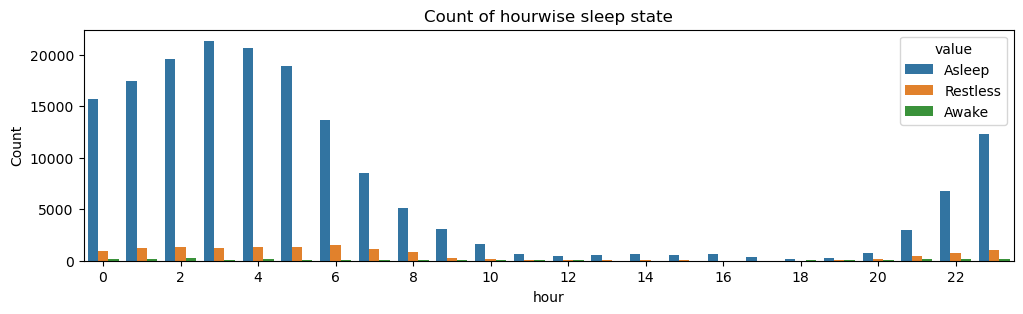 Count of hourwise sleep state
value
Asleep
Restless
Awake
20000
15000
10000
5000
0
Count
0 2 4 6 8 10 12 14 16 18 20 22
hour